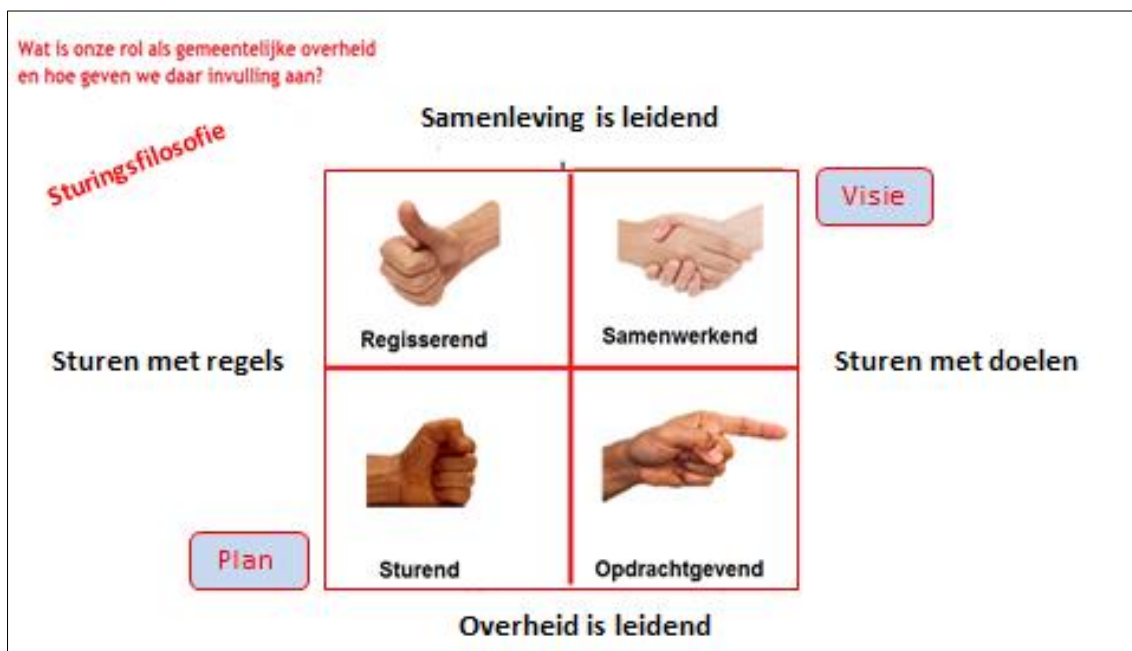 Wat is onze rol als gemeentelijke overheid
en hoe geven we daar invulling aan?
Sturingsfilosofie
Samenleving is leidend
Visie
Regisserend
Samenwerkend
Sturen met regels
Sturen met doelen
Plan
Sturend
Opdrachtgevend
Overheid is leidend